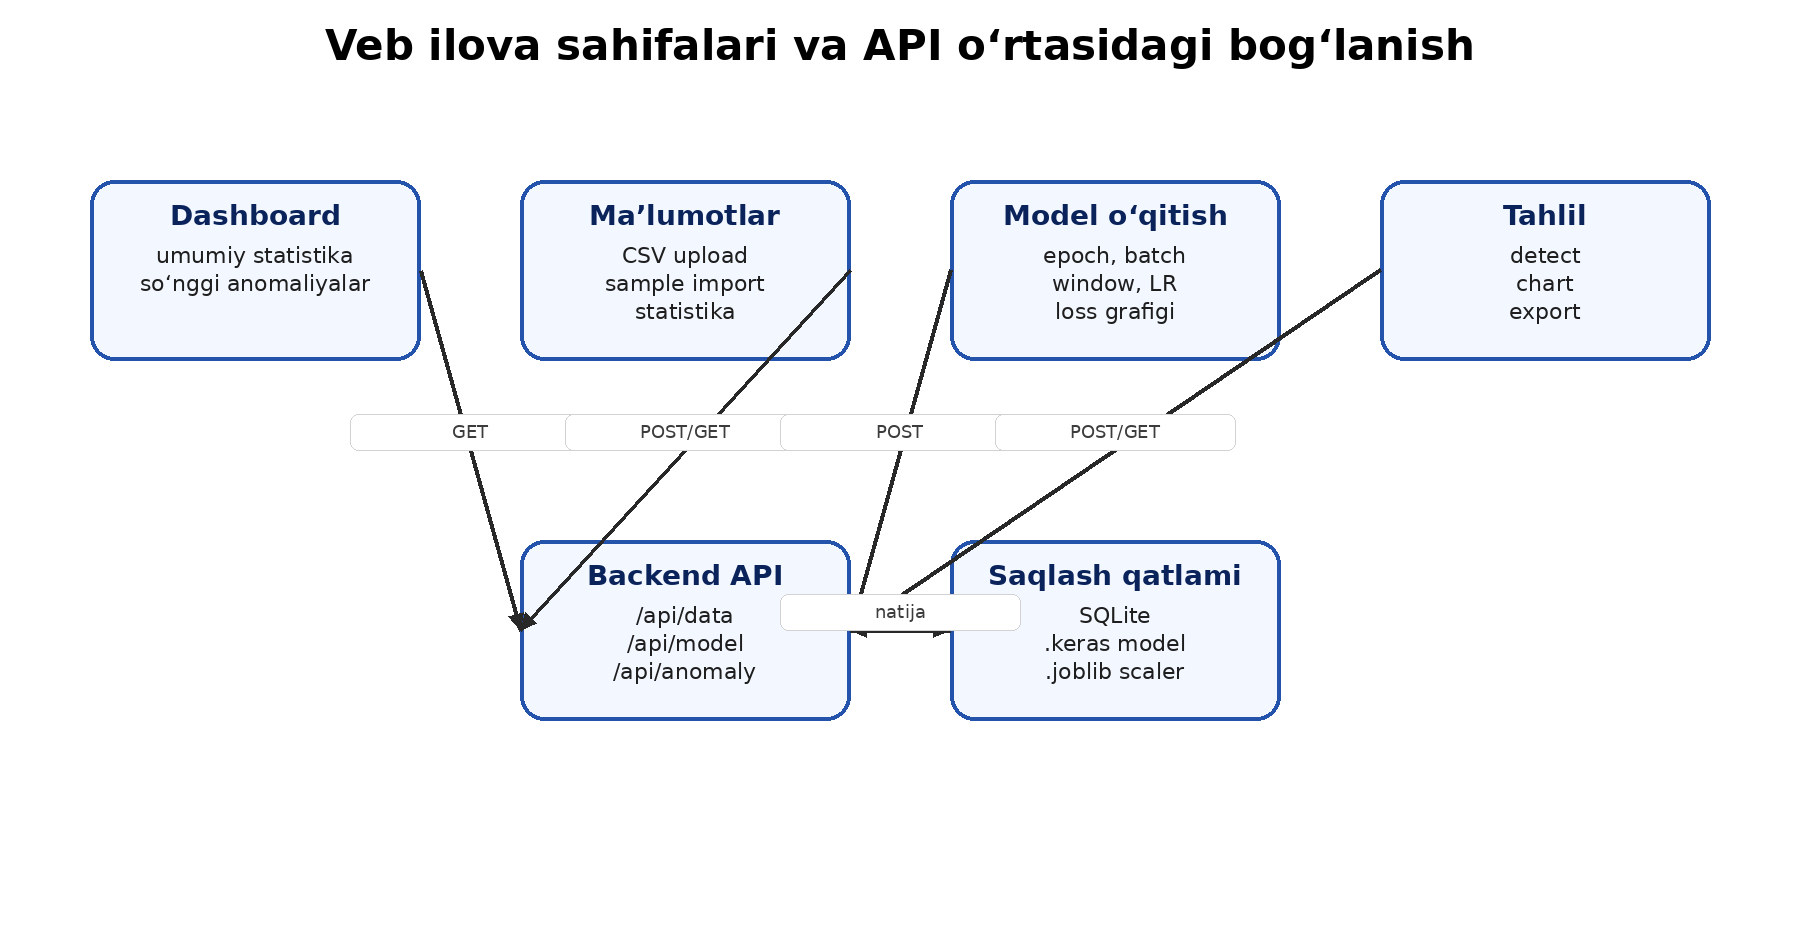 Veb ilova sahifalari va API o‘rtasidagi bog‘lanish
Dashboard
umumiy statistika
so‘nggi anomaliyalar
Ma’lumotlar
CSV upload
sample import
statistika
Model o‘qitish
epoch, batch
window, LR
loss grafigi
Tahlil
detect
chart
export
GET
POST/GET
POST
POST/GET
Backend API
/api/data
/api/model
/api/anomaly
natija
Saqlash qatlami
SQLite
.keras model
.joblib scaler